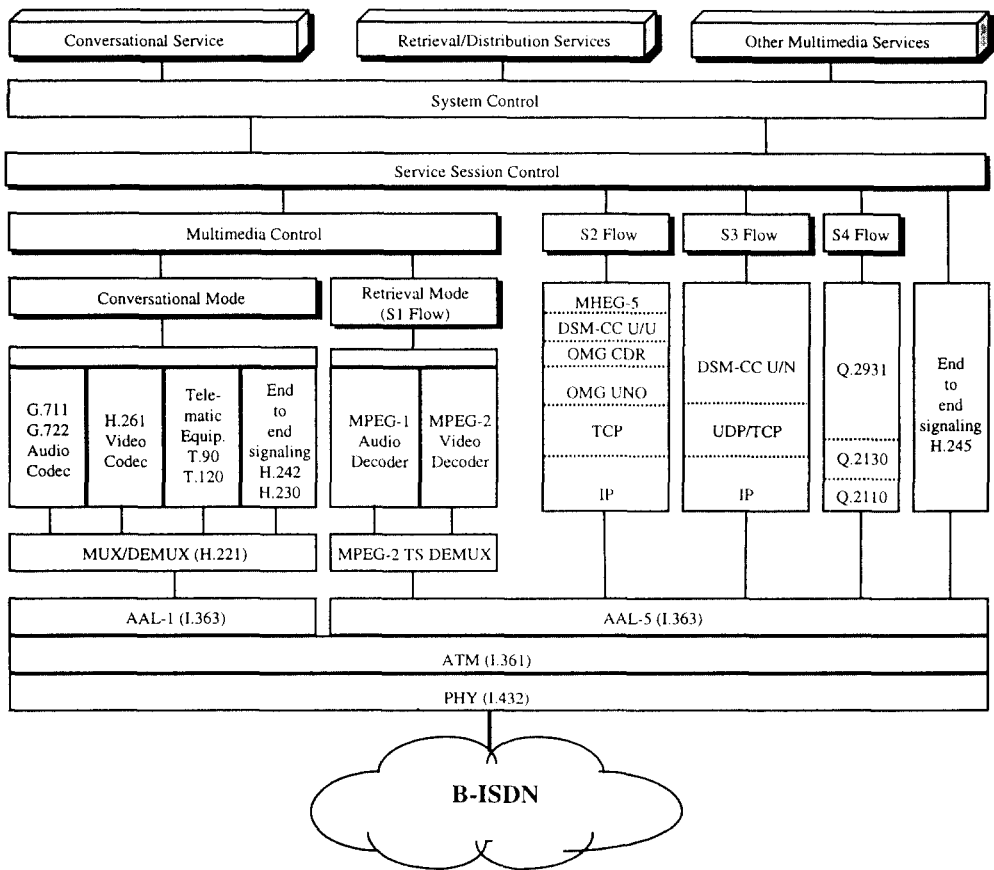 Conversational Service
Retrieval/Distribution Services
Other Multimedia Services
System Control
Service Session Control
Multimedia Control
S2 Flow
S3 Flow
S4 Flow
Conversational Mode
Retrieval Mode
(S1 Flow)
G.711
G.722
Audio
Codec
H.261
Video
Codec
Tele-
matic
Equip.
T.90
T.120
End
to
end
signaling
H.242
H.230
MPEG-1
Audio
Decoder
MPEG-2
Video
Decoder
MHEG-5
DSM-CC U/U
OMG CDR
OMG UNO
TCP
IP
DSM-CC U/N
UDP/TCP
IP
Q.2931
Q.2130
Q.2110
End
to end
signaling
H.245
MUX/DEMUX (H.221)
MPEG-2 TS DEMUX
AAL-1 (I.363)
AAL-5 (I.363)
ATM (I.361)
PHY (I.432)
B-ISDN